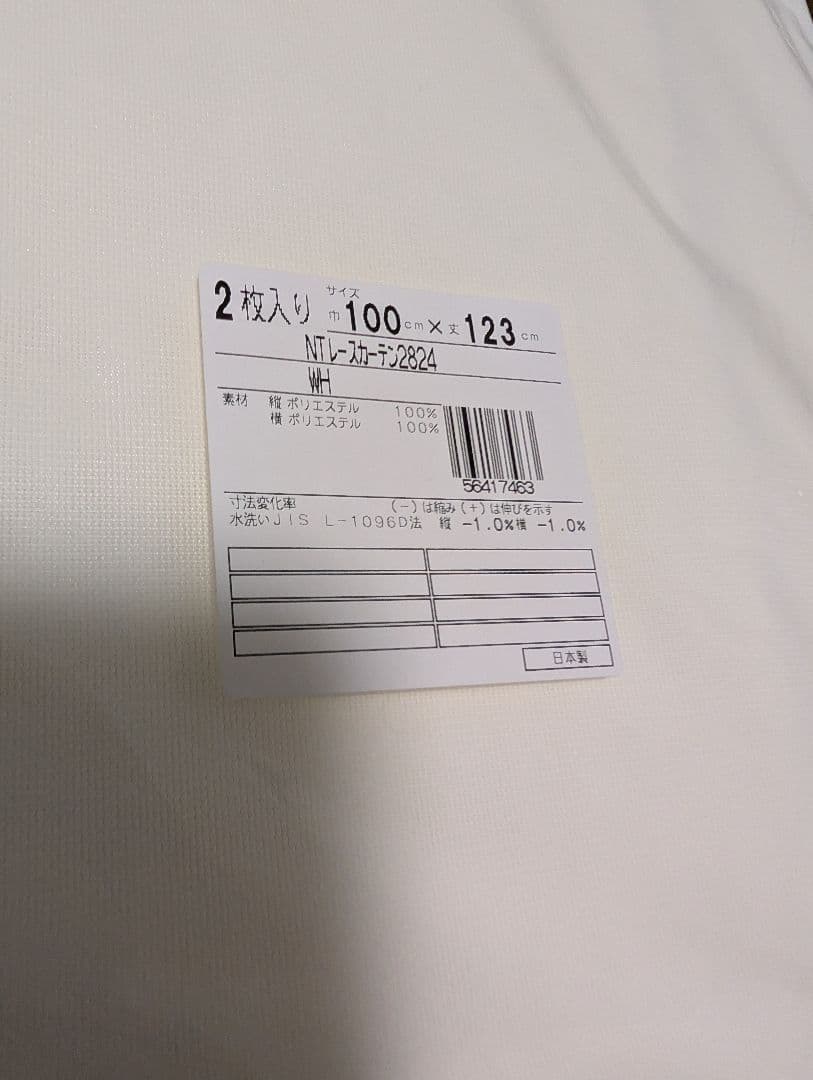 2枚入り サイズ 巾100cm×丈123cm
NTレースカーテン2824
WH
素材 縦 ポリエステル 100%
横 ポリエステル 100%
56417463
寸法変化率 (-)は縮み(+)は伸びを示す
水洗いJIS L-1096D法 縦 -1.0%横 -1.0%
日本製